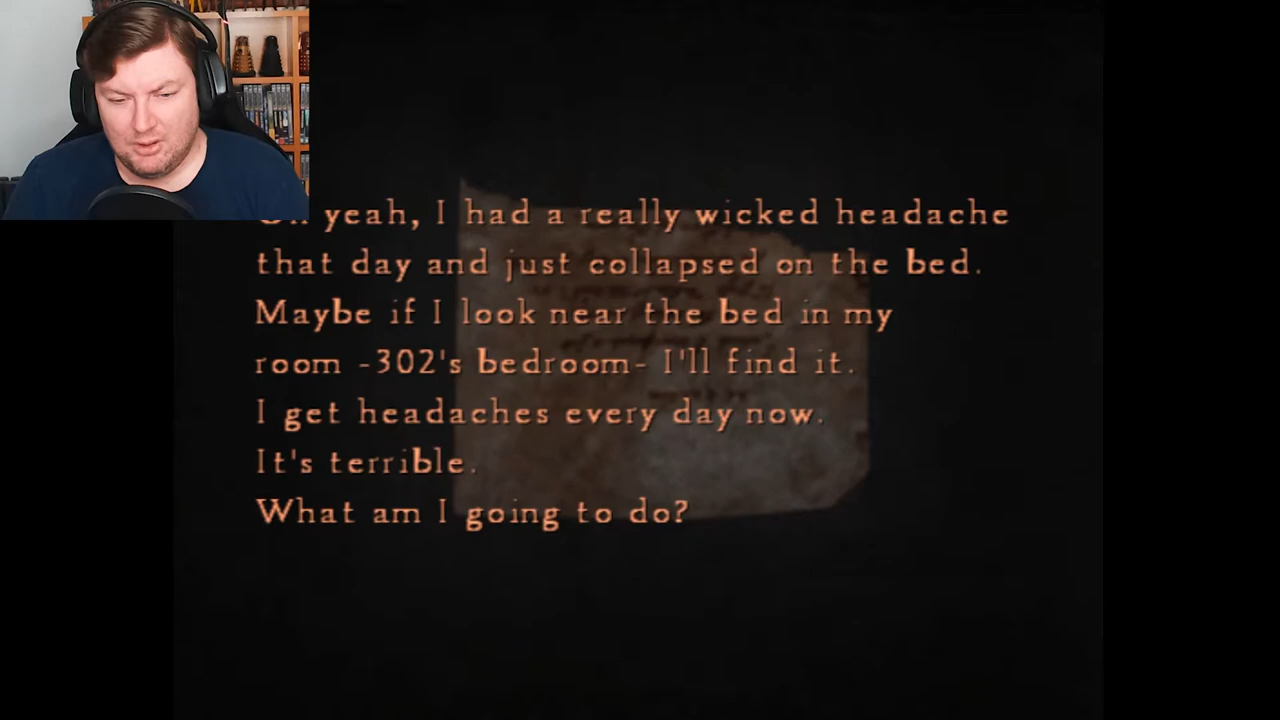 yeah, I had a really wicked headache
that day and just collapsed on the bed.
Maybe if I look near the bed in my
room -302's bedroom- I'll find it.
I get headaches every day now.
It's terrible.
What am I going to do?